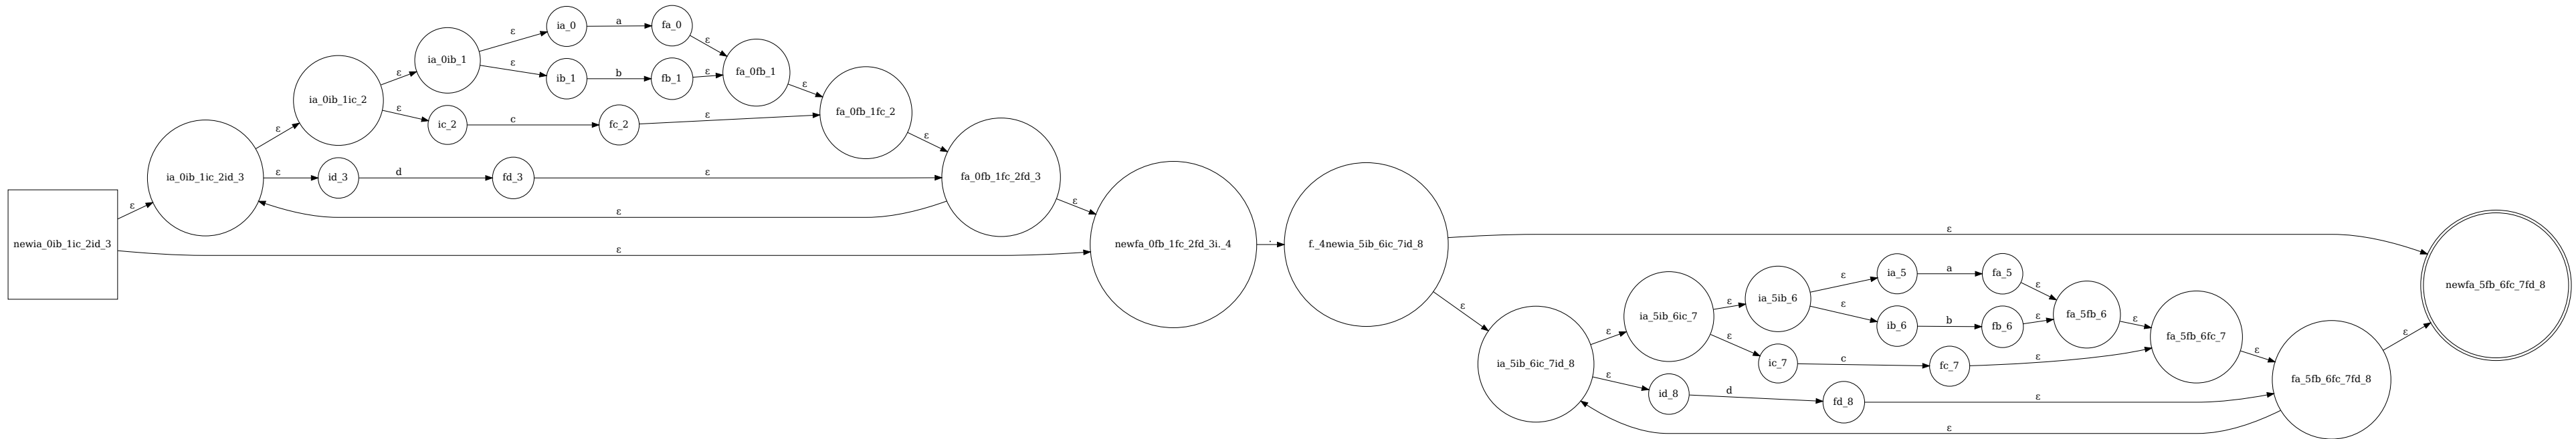 newia_0ib_1ic_2id_3
ε
ε
ia_0ib_1ic_2id_3
ε
ε
ia_0ib_1ic_2
ε
ε
ia_0ib_1
ε
ε
ia_0
a
fa_0
ε
ib_1
b
fb_1
ε
fa_0fb_1
ε
ic_2
c
fc_2
ε
fa_0fb_1fc_2
ε
id_3
d
fd_3
ε
fa_0fb_1fc_2fd_3
ε
ε
newfa_0fb_1fc_2fd_3i._4
.
f._4newia_5ib_6ic_7id_8
ε
ε
ia_5ib_6ic_7id_8
ε
ε
ia_5ib_6ic_7
ε
ε
ia_5ib_6
ε
ε
ia_5
a
fa_5
ε
ib_6
b
fb_6
ε
fa_5fb_6
ε
ic_7
c
fc_7
ε
fa_5fb_6fc_7
ε
id_8
d
fd_8
ε
fa_5fb_6fc_7fd_8
ε
ε
newfa_5fb_6fc_7fd_8